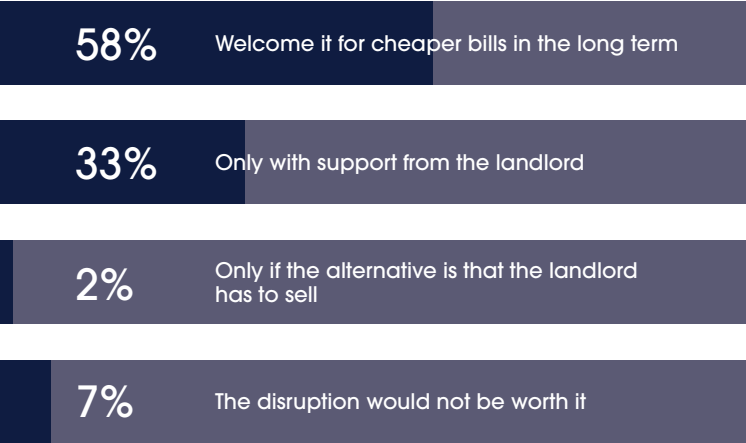 58% Welcome it for cheaper bills in the long term
33% Only with support from the landlord
2% Only if the alternative is that the landlord
has to sell
7% The disruption would not be worth it